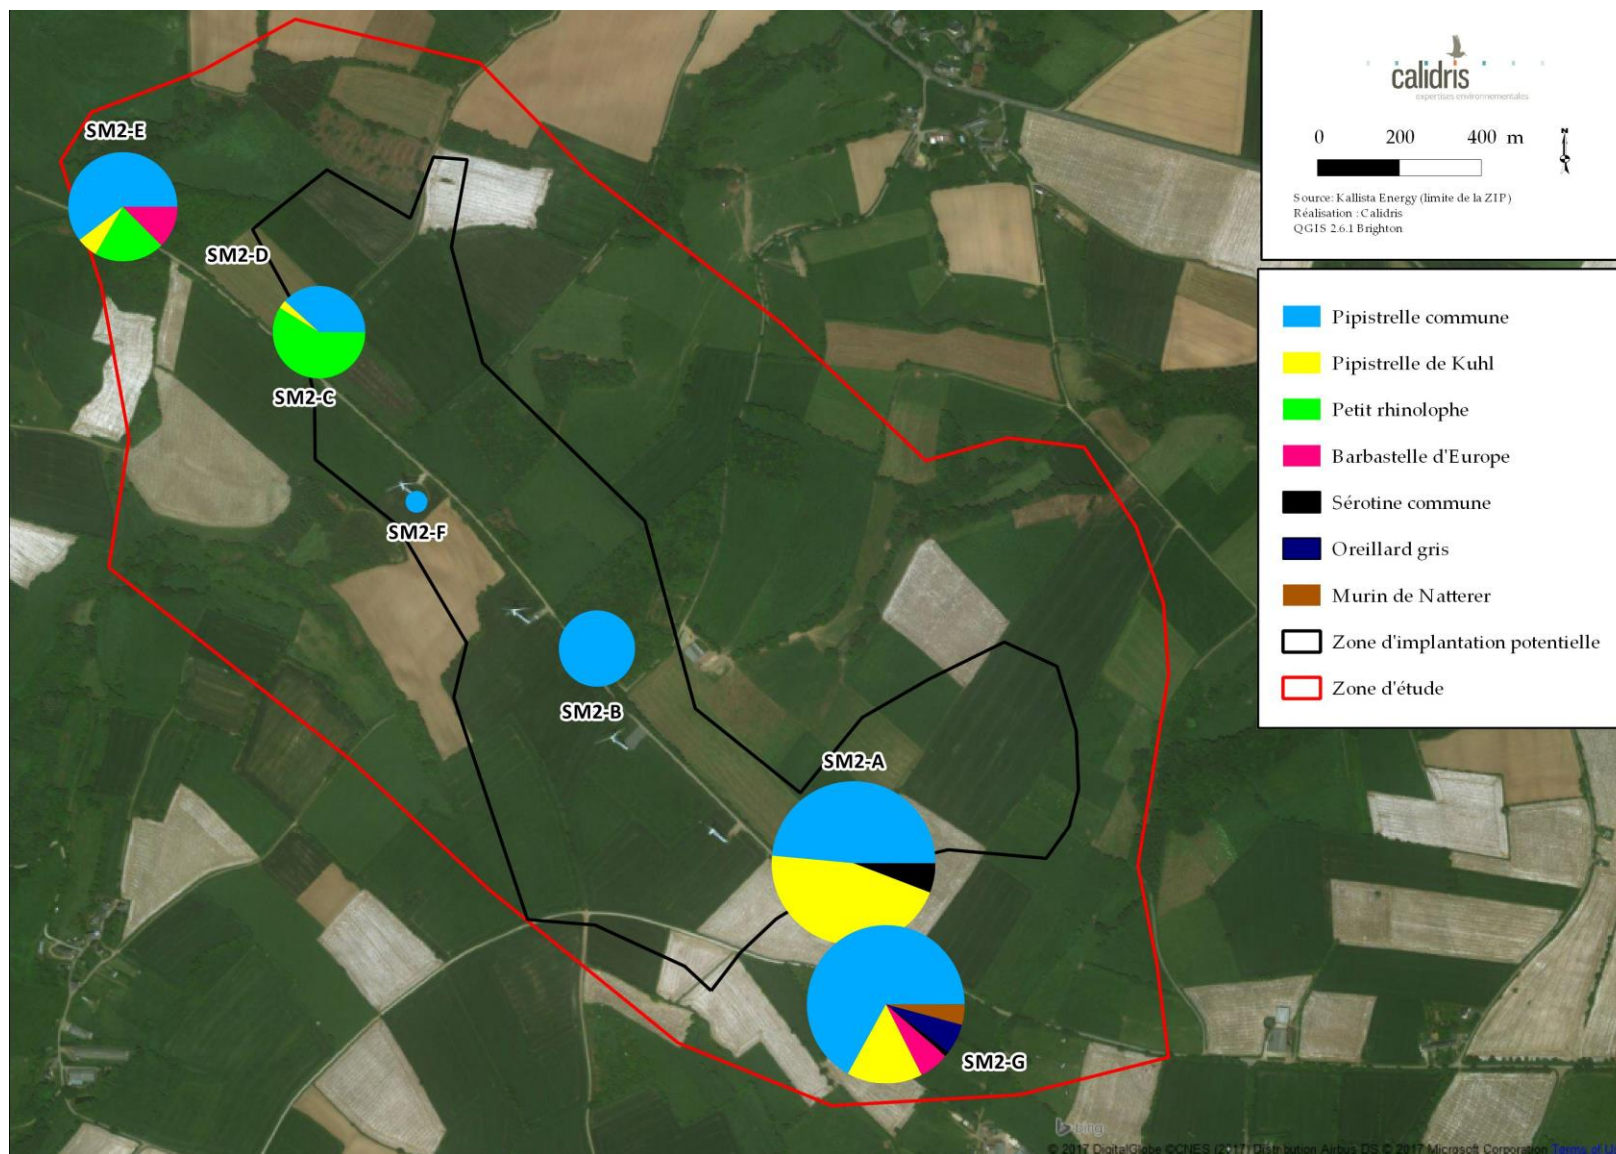 calidris
expertises environnementales
0 200 400 m
N
Source: Kallista Energy (limite de la ZIP)
Réalisation : Calidris
QGIS 2.6.1 Brighton
SM2-E
SM2-D
SM2-C
SM2-F
SM2-B
SM2-A
SM2-G
Pipistrelle commune
Pipistrelle de Kuhl
Petit rhinolophe
Barbastelle d'Europe
Sérotine commune
Oreillard gris
Murin de Natterer
Zone d'implantation potentielle
Zone d'étude
bing
© 2017 DigitalGlobe ©CNES (2017) Distribution Airbus DS © 2017 Microsoft Corporation Terms of U